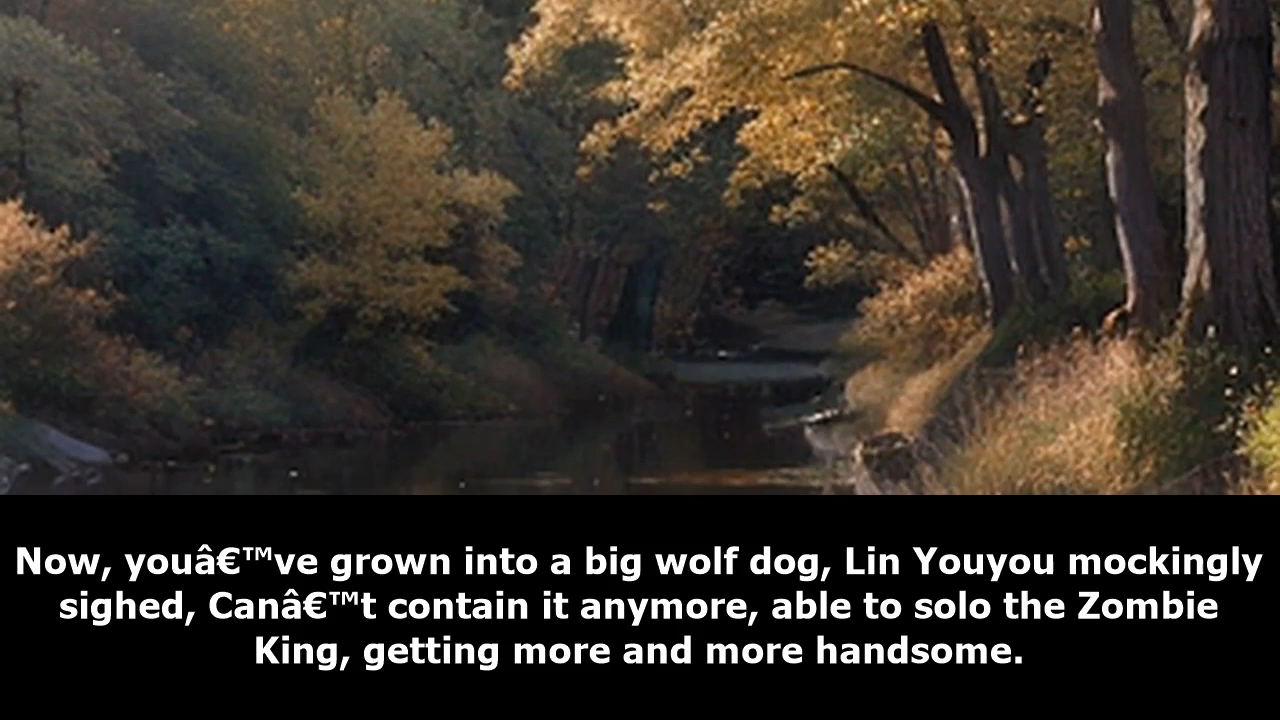 Now, youâ€™ve grown into a big wolf dog, Lin Youyou mockingly
sighed, Canâ€™t contain it anymore, able to solo the Zombie
King, getting more and more handsome.